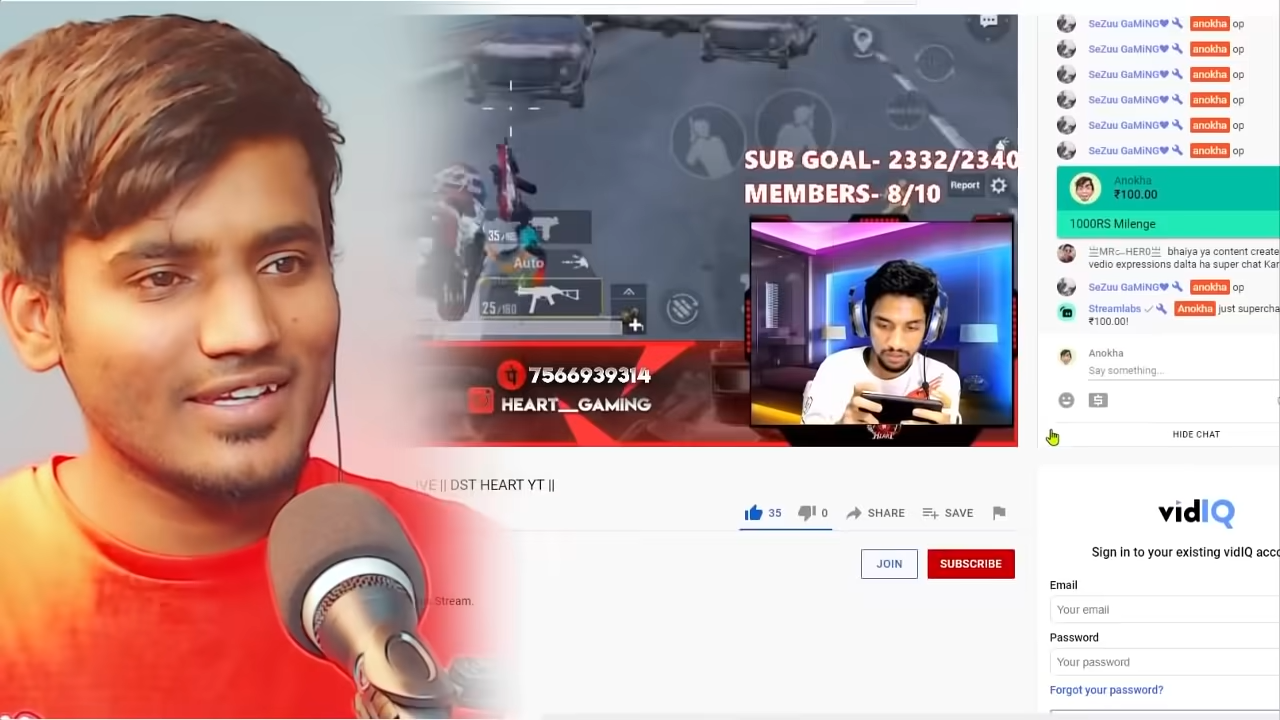 SeZuu GaMiNG anokha op
SeZuu GaMiNG anokha op
SeZuu GaMiNG anokha op
SeZuu GaMiNG anokha op
SeZuu GaMiNG anokha op
SeZuu GaMiNG anokha op
Anokha
₹100.00
1000RS Milenge
bhaiya ya content create
vedio expressions dalta ha super chat Kar
SeZuu GaMiNG anokha op
Streamlabs Anokha just supercha
₹100.00!
Anokha
Say something...
HIDE CHAT
SUB GOAL- 2332/2340
MEMBERS- 8/10
Report
35
Auto
25/180
पे 7566939314
HEART__GAMING
HEART
IVE || DST HEART YT ||
35 0 SHARE SAVE
JOIN SUBSCRIBE
Stream.
vidIQ
Sign in to your existing vidIQ acco
Email
Your email
Password
Your password
Forgot your password?